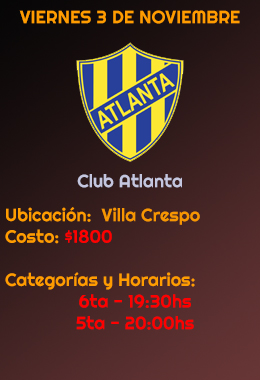 VIERNES 3 DE NOVIEMBRE
ATLANTA
Club Atlanta
Ubicación: Villa Crespo
Costo: $1800
Categorías y Horarios:
6ta - 19:30hs
5ta - 20:00hs